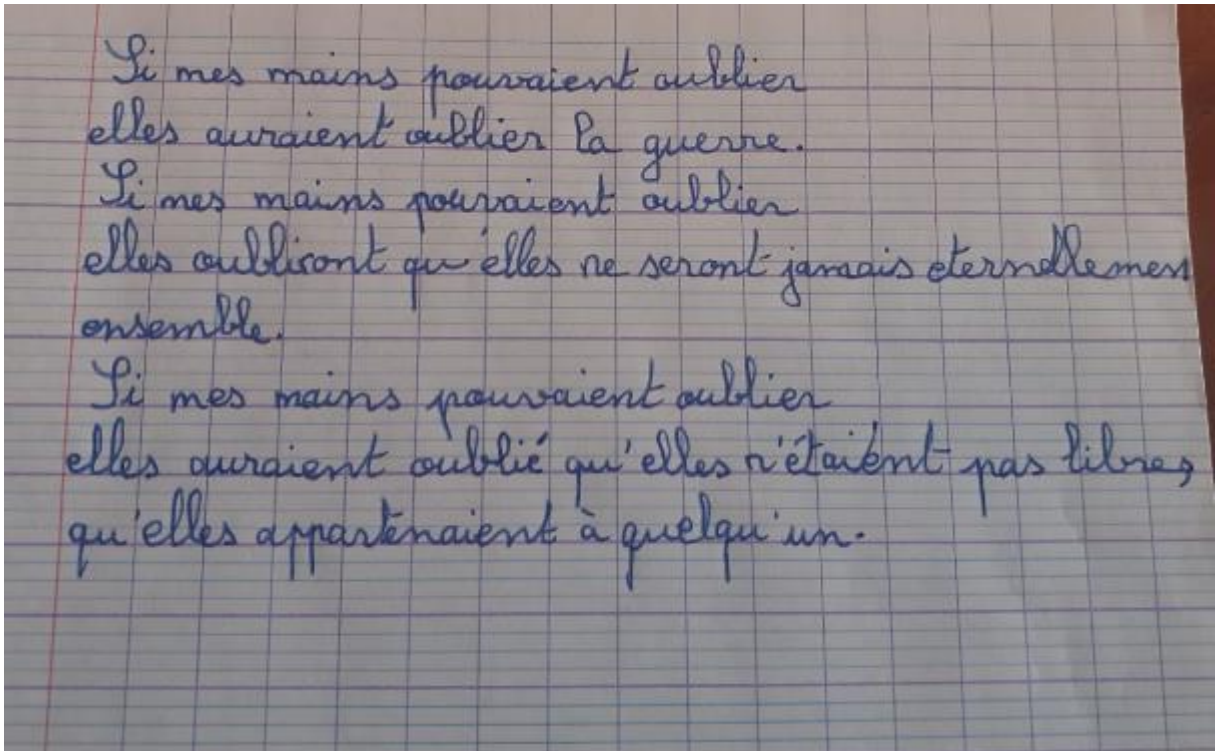 Si mes mains pouvaient oublier
elles auraient oublier la guerre.
Si mes mains pouvaient oublier
elles oubliront qu'elles ne seront jamais eternellemen
ensemble.
Si mes mains pouvaient oublier
elles auraient oublié qu'elles n'étaient pas libres,
qu'elles appartenaient à quelqu'un.